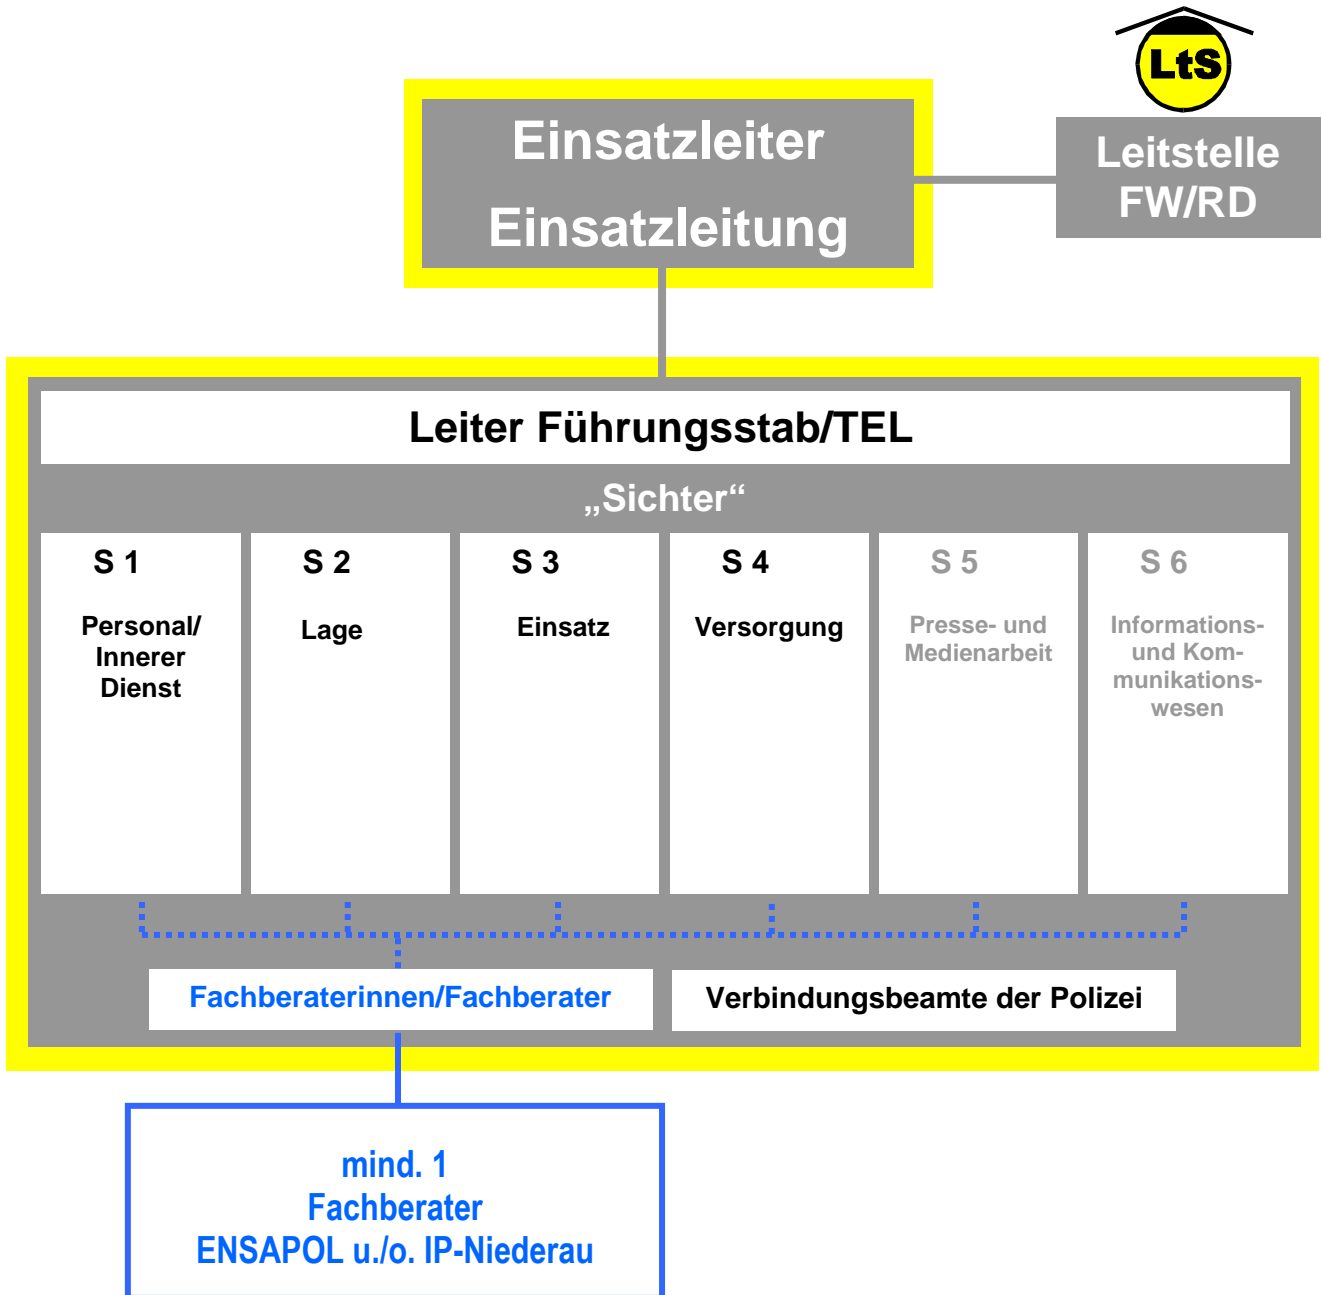 LtS
Einsatzleiter
Einsatzleitung
Leitstelle
FW/RD
Leiter Führungsstab/TEL
„Sichter“
S 1
Personal/
Innerer
Dienst
S 2
Lage
S 3
Einsatz
S 4
Versorgung
S 5
Presse- und
Medienarbeit
S 6
Informations-
und Kom-
munikations-
wesen
Fachberaterinnen/Fachberater
Verbindungsbeamte der Polizei
mind. 1
Fachberater
ENSAPOL u./o. IP-Niederau